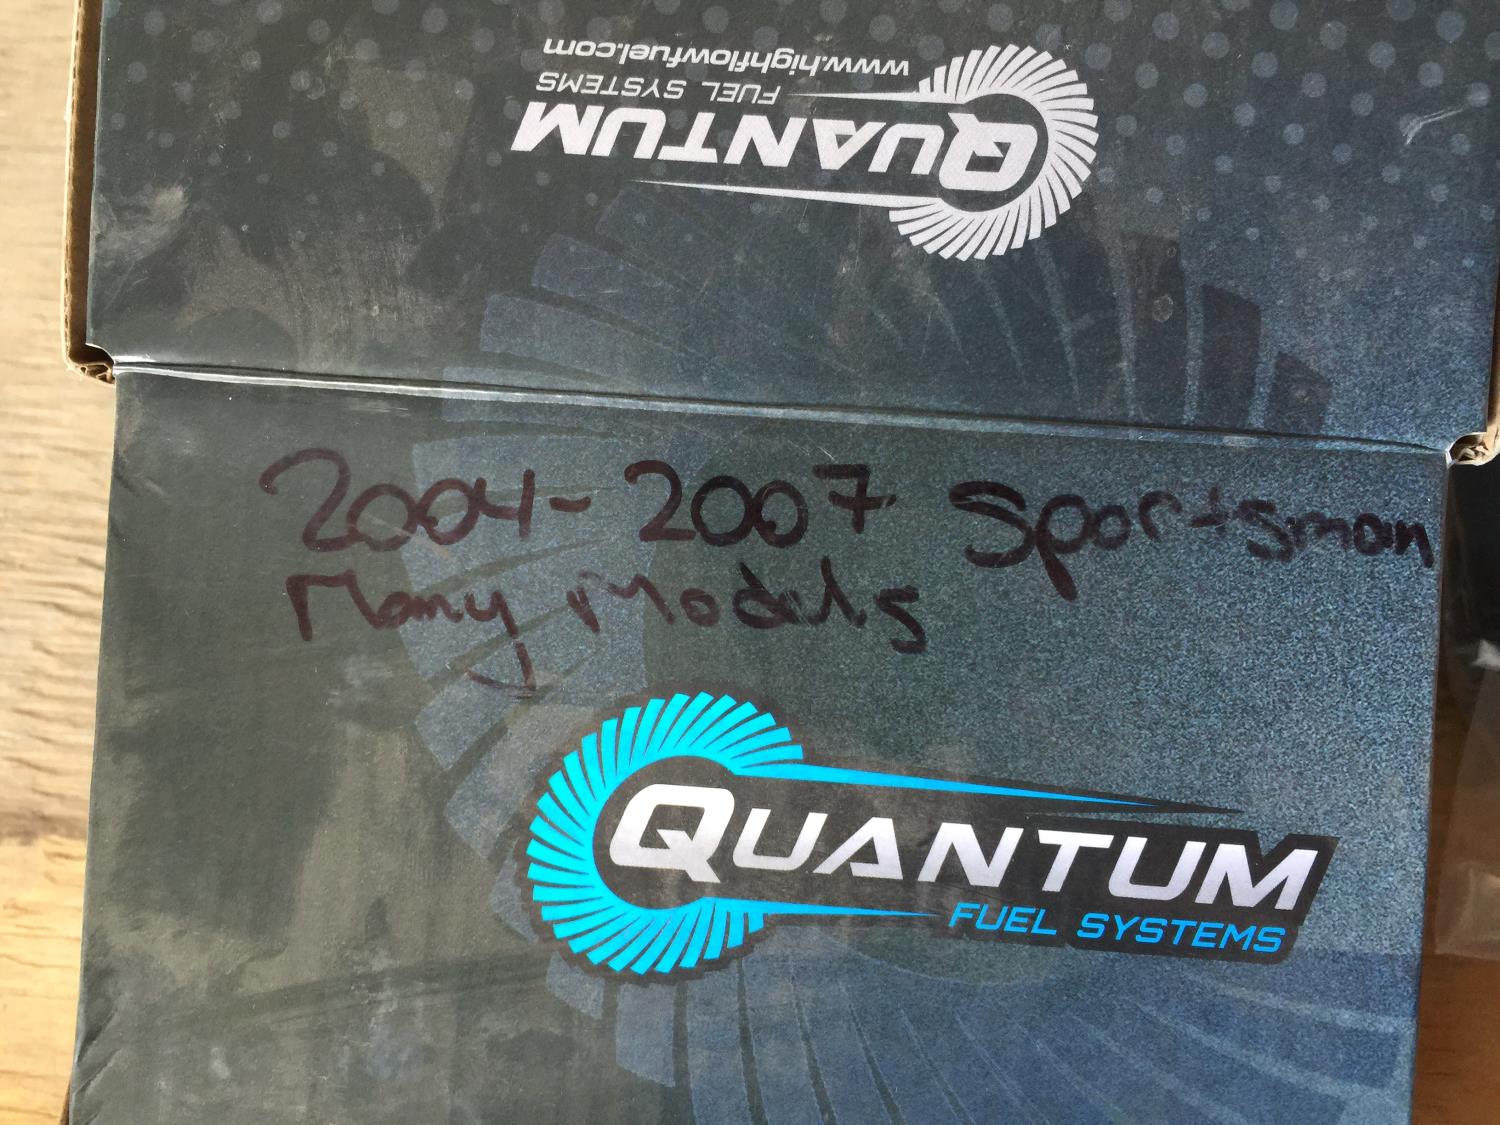 www.highflowfuel.com
FUEL SYSTEMS
QUANTUM
2004-2007 Sportsman
Many Models
QUANTUM
FUEL SYSTEMS